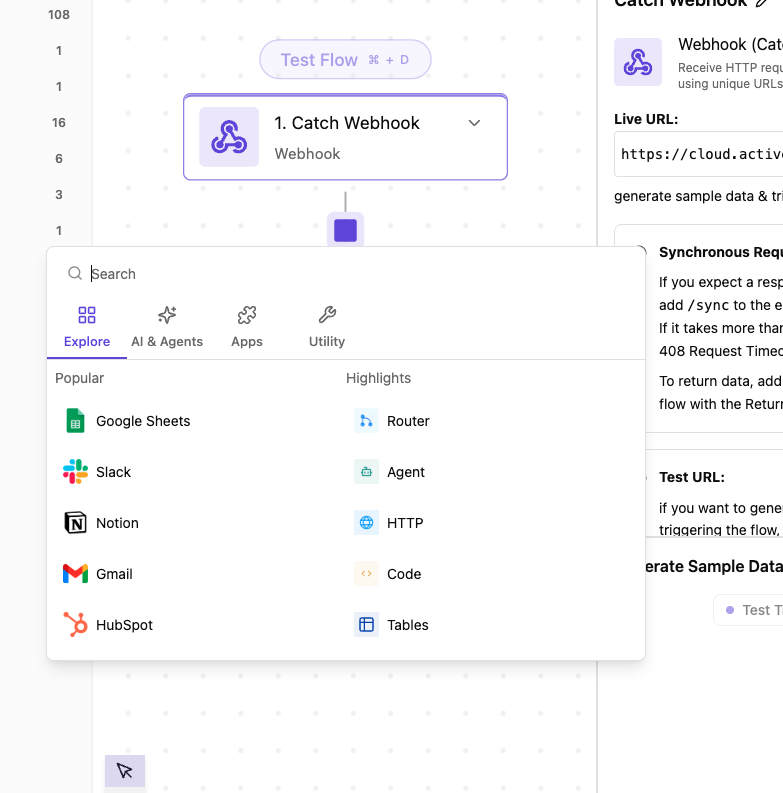 108
1
1
16
6
3
1
Test Flow ⌘ + D
1. Catch Webhook
Webhook
Search
Explore
AI & Agents
Apps
Utility
Popular
Google Sheets
Slack
Notion
Gmail
HubSpot
Highlights
Router
Agent
HTTP
Code
Tables
Catch Webhook
Webhook (Cat
Receive HTTP requ
using unique URLs
Live URL:
https://cloud.active
generate sample data & tri
Synchronous Requ
If you expect a resp
add /sync to the e
If it takes more than
408 Request Timeo
To return data, add
flow with the Return
Test URL:
if you want to gene
triggering the flow,
erate Sample Data
Test T